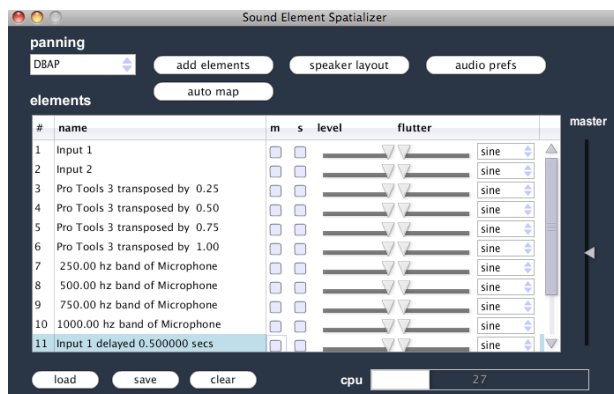 Sound Element Spatializer
panning
DBAP add elements speaker layout audio prefs
auto map
elements
master
# name m s level flutter
1 Input 1 sine
2 Input 2 sine
3 Pro Tools 3 transposed by 0.25 sine
4 Pro Tools 3 transposed by 0.50 sine
5 Pro Tools 3 transposed by 0.75 sine
6 Pro Tools 3 transposed by 1.00 sine
7 250.00 hz band of Microphone sine
8 500.00 hz band of Microphone sine
9 750.00 hz band of Microphone sine
10 1000.00 hz band of Microphone sine
11 Input 1 delayed 0.500000 secs sine
load save clear cpu 27